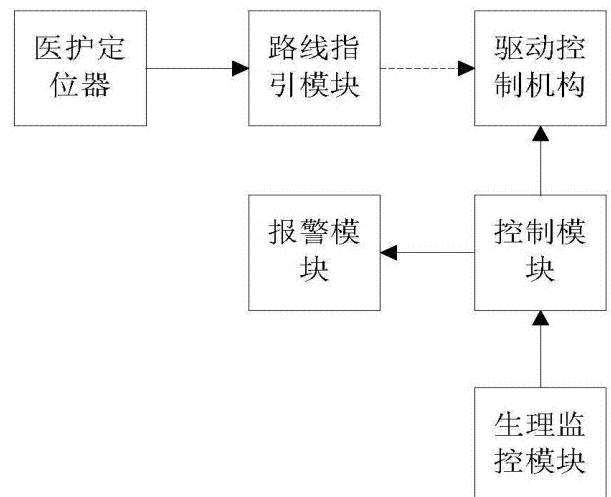 医护定
位器
路线指
引模块
驱动控
制机构
报警模
块
控制模
块
生理监
控模块